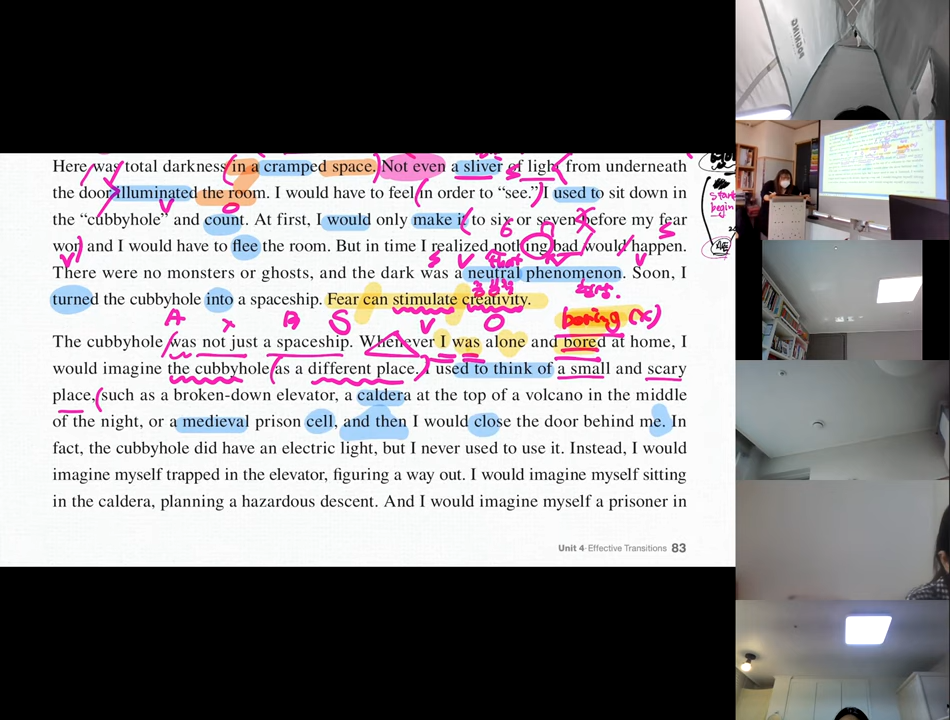 Here was total darkness in a cramped space. Not even a sliver of light from underneath
the door illuminated the room. I would have to feel in order to “see.” I used to sit down in
the “cubbyhole” and count. At first, I would only make it to six or seven before my fear
won and I would have to flee the room. But in time I realized nothing bad would happen.
There were no monsters or ghosts, and the dark was a neutral phenomenon. Soon, I
turned the cubbyhole into a spaceship. Fear can stimulate creativity.
A
B
S
V
O
boring (x)
The cubbyhole was not just a spaceship. Whenever I was alone and bored at home, I
would imagine the cubbyhole as a different place. I used to think of a small and scary
place, such as a broken-down elevator, a caldera at the top of a volcano in the middle
of the night, or a medieval prison cell, and then I would close the door behind me. In
fact, the cubbyhole did have an electric light, but I never used to use it. Instead, I would
imagine myself trapped in the elevator, figuring a way out. I would imagine myself sitting
in the caldera, planning a hazardous descent. And I would imagine myself a prisoner in
Unit 4 Effective Transitions 83